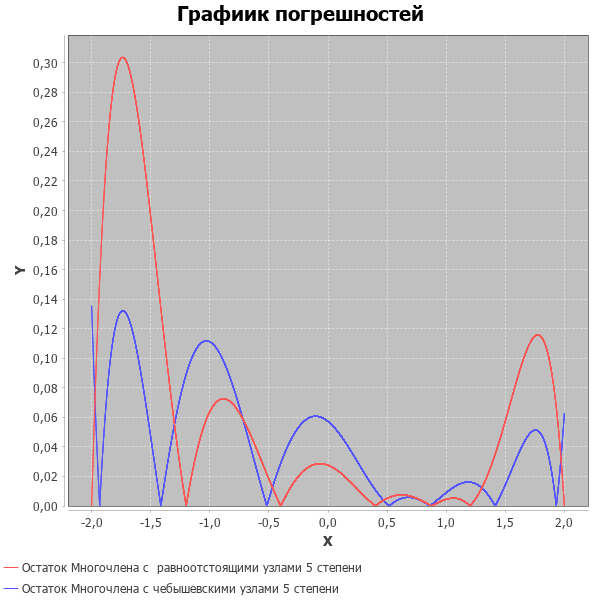 Графиик погрешностей
Y
0,30
0,28
0,26
0,24
0,22
0,20
0,18
0,16
0,14
0,12
0,10
0,08
0,06
0,04
0,02
0,00
-2,0 -1,5 -1,0 -0,5 0,0 0,5 1,0 1,5 2,0
X
Остаток Многочлена с  равноотстоящими узлами 5 степени
Остаток Многочлена с чебышевскими узлами 5 степени